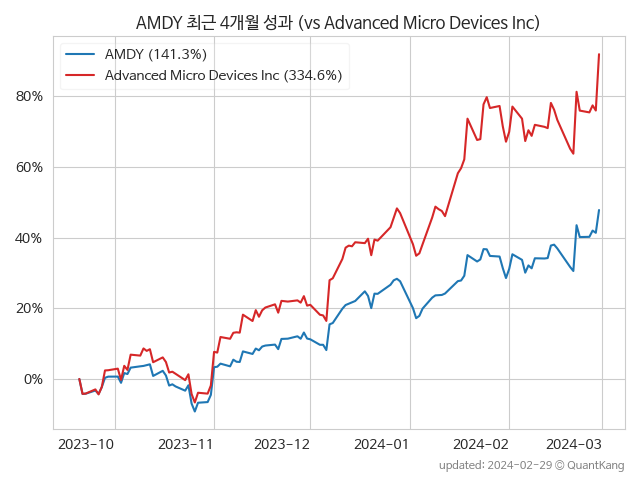 AMDY 최근 4개월 성과 (vs Advanced Micro Devices Inc)
AMDY (141.3%)
Advanced Micro Devices Inc (334.6%)
80%
60%
40%
20%
0%
2023-10 2023-11 2023-12 2024-01 2024-02 2024-03
updated: 2024-02-29 © QuantKang